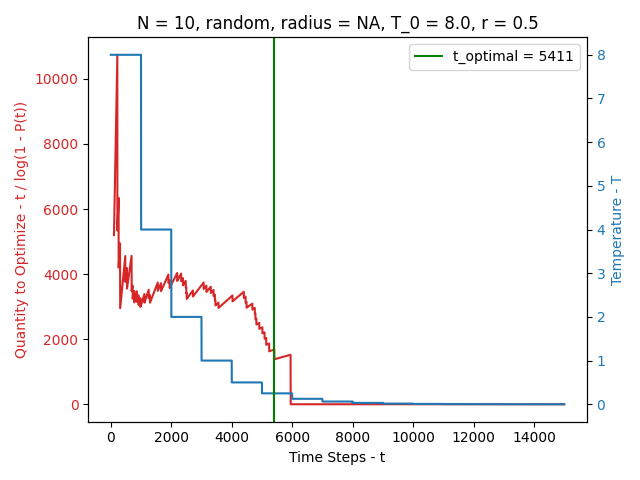 N = 10, random, radius = NA, T_0 = 8.0, r = 0.5
t_optimal = 5411
Quantity to Optimize - t / log(1 - P(t))
10000
8000
6000
4000
2000
0
8
7
6
5
4
3
2
1
0
Temperature - T
0 2000 4000 6000 8000 10000 12000 14000
Time Steps - t